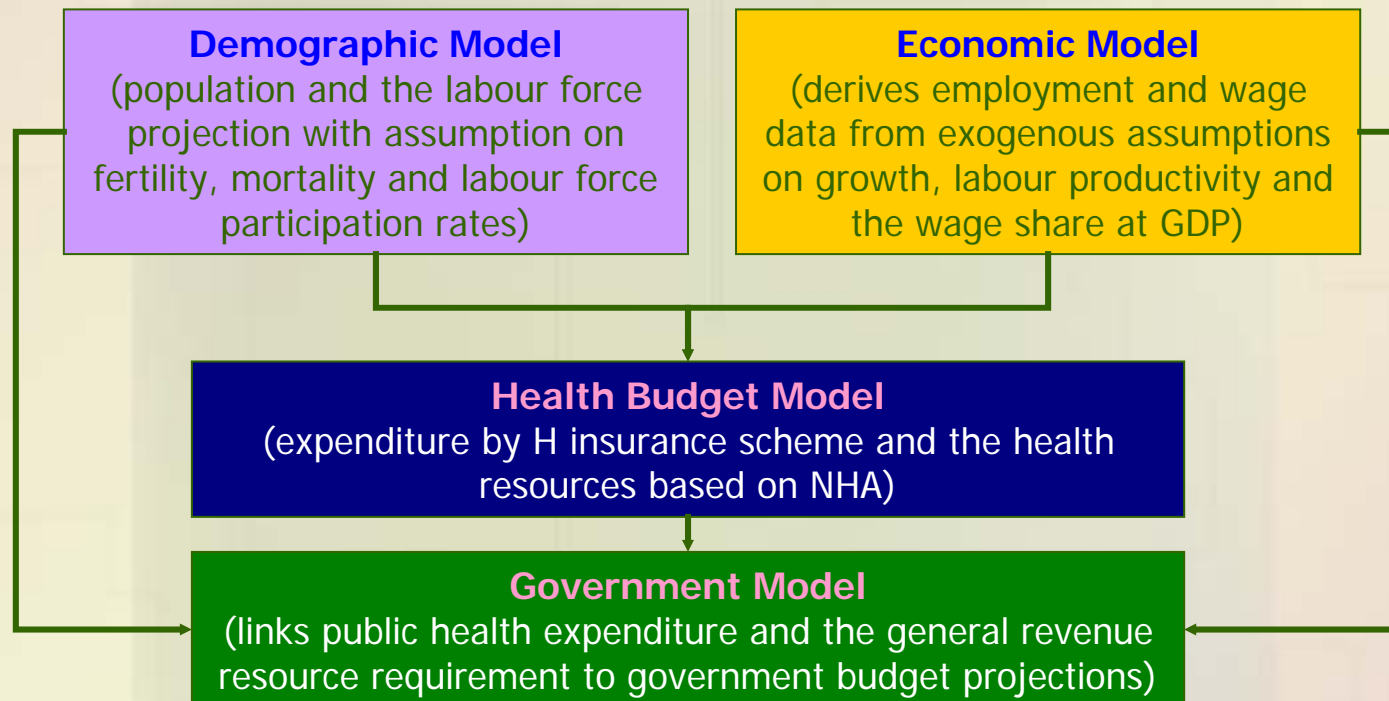 Demographic Model
(population and the labour force
projection with assumption on
fertility, mortality and labour force
participation rates)
Economic Model
(derives employment and wage
data from exogenous assumptions
on growth, labour productivity and
the wage share at GDP)
Health Budget Model
(expenditure by H insurance scheme and the health
resources based on NHA)
Government Model
(links public health expenditure and the general revenue
resource requirement to government budget projections)